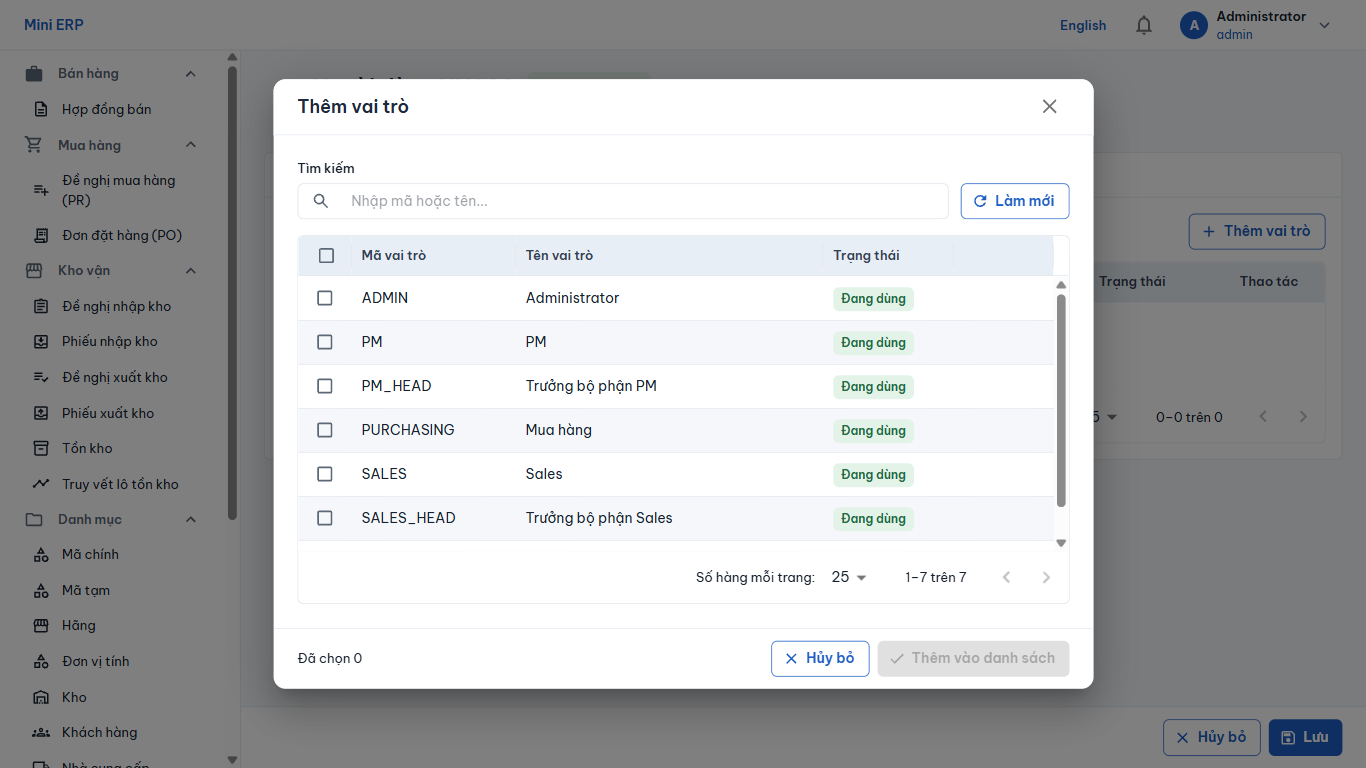 Mini ERP
English
A
Administrator
admin
Bán hàng
Hợp đồng bán
Mua hàng
Đề nghị mua hàng
(PR)
Đơn đặt hàng (PO)
Kho vận
Đề nghị nhập kho
Phiếu nhập kho
Đề nghị xuất kho
Phiếu xuất kho
Tồn kho
Truy vết lô tồn kho
Danh mục
Mã chính
Mã tạm
Hãng
Đơn vị tính
Kho
Khách hàng
Thêm vai trò
Tìm kiếm
Nhập mã hoặc tên...
Làm mới
Mã vai trò Tên vai trò Trạng thái
ADMIN Administrator Đang dùng
PM PM Đang dùng
PM_HEAD Trưởng bộ phận PM Đang dùng
PURCHASING Mua hàng Đang dùng
SALES Sales Đang dùng
SALES_HEAD Trưởng bộ phận Sales Đang dùng
Số hàng mỗi trang: 25 1–7 trên 7
Đã chọn 0
Hủy bỏ
Thêm vào danh sách
Thêm vai trò
Trạng thái Thao tác
0–0 trên 0
Hủy bỏ
Lưu